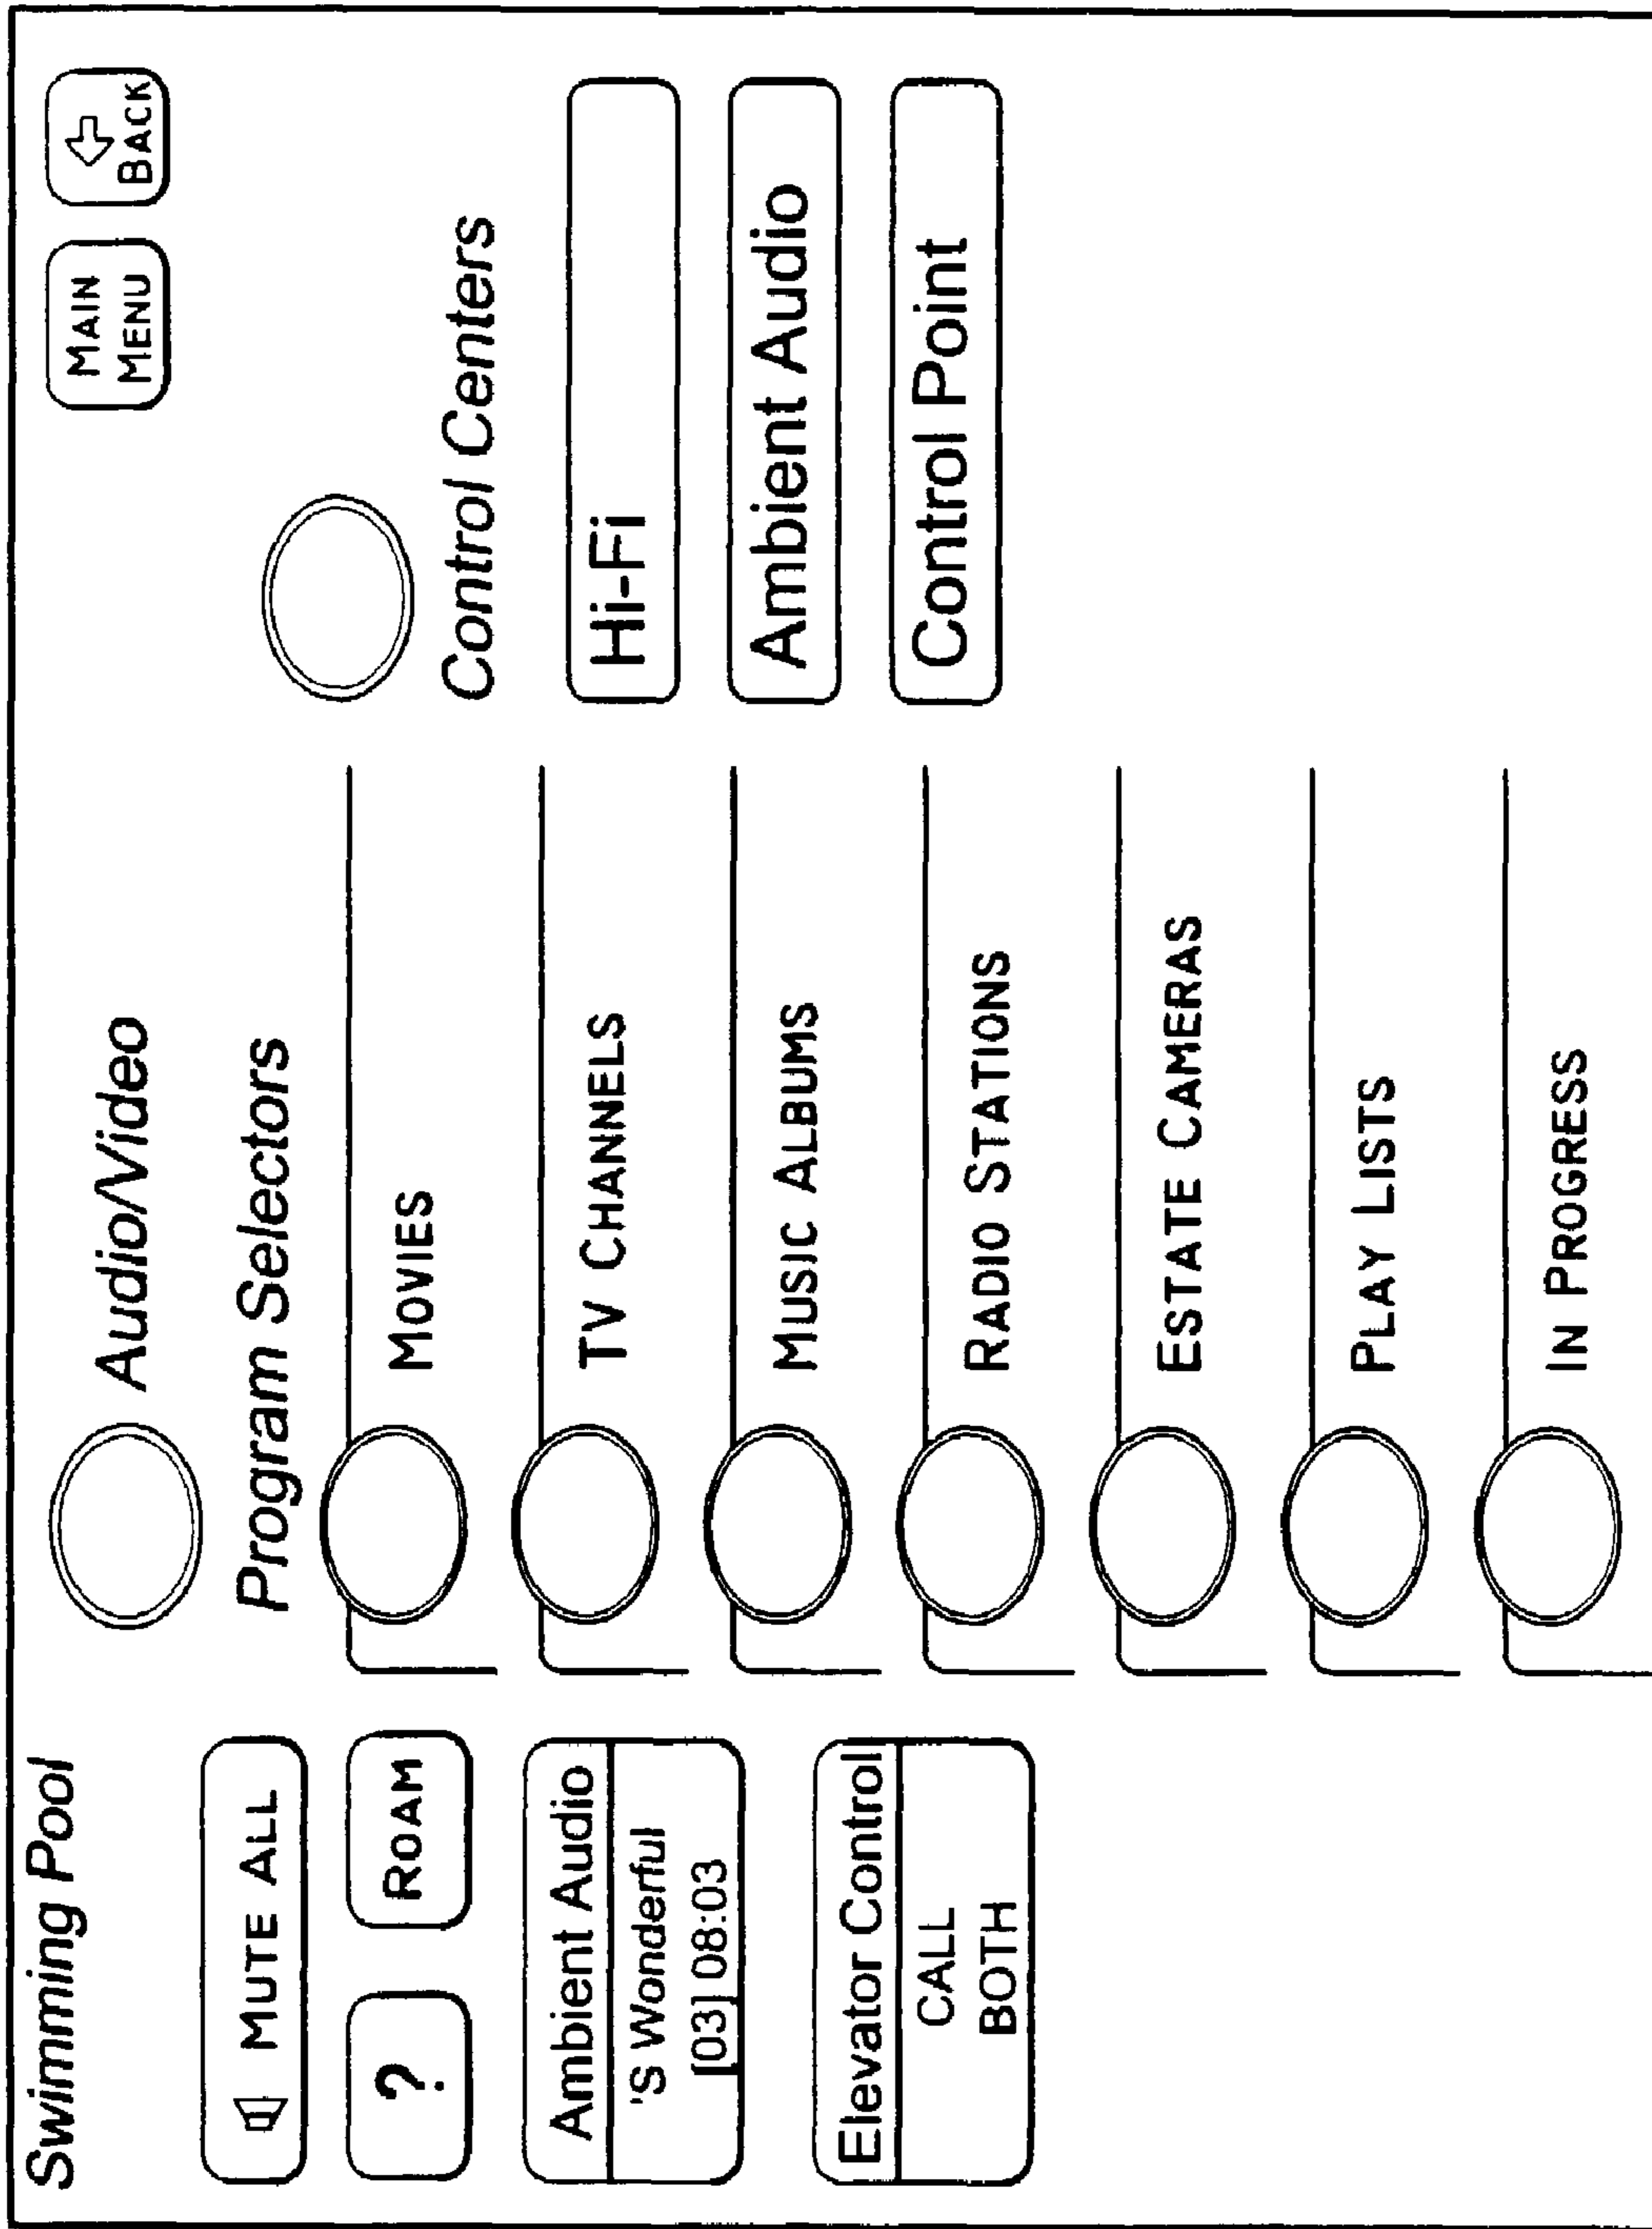 Swimming Pool
MUTE ALL
?
ROAM
Ambient Audio
'S Wonderful
[03] 08:03
Elevator Control
CALL
BOTH
Audio/Video
Program Selectors
MOVIES
TV CHANNELS
MUSIC ALBUMS
RADIO STATIONS
ESTATE CAMERAS
PLAY LISTS
IN PROGRESS
MAIN
MENU
BACK
Control Centers
Hi-Fi
Ambient Audio
Control Point